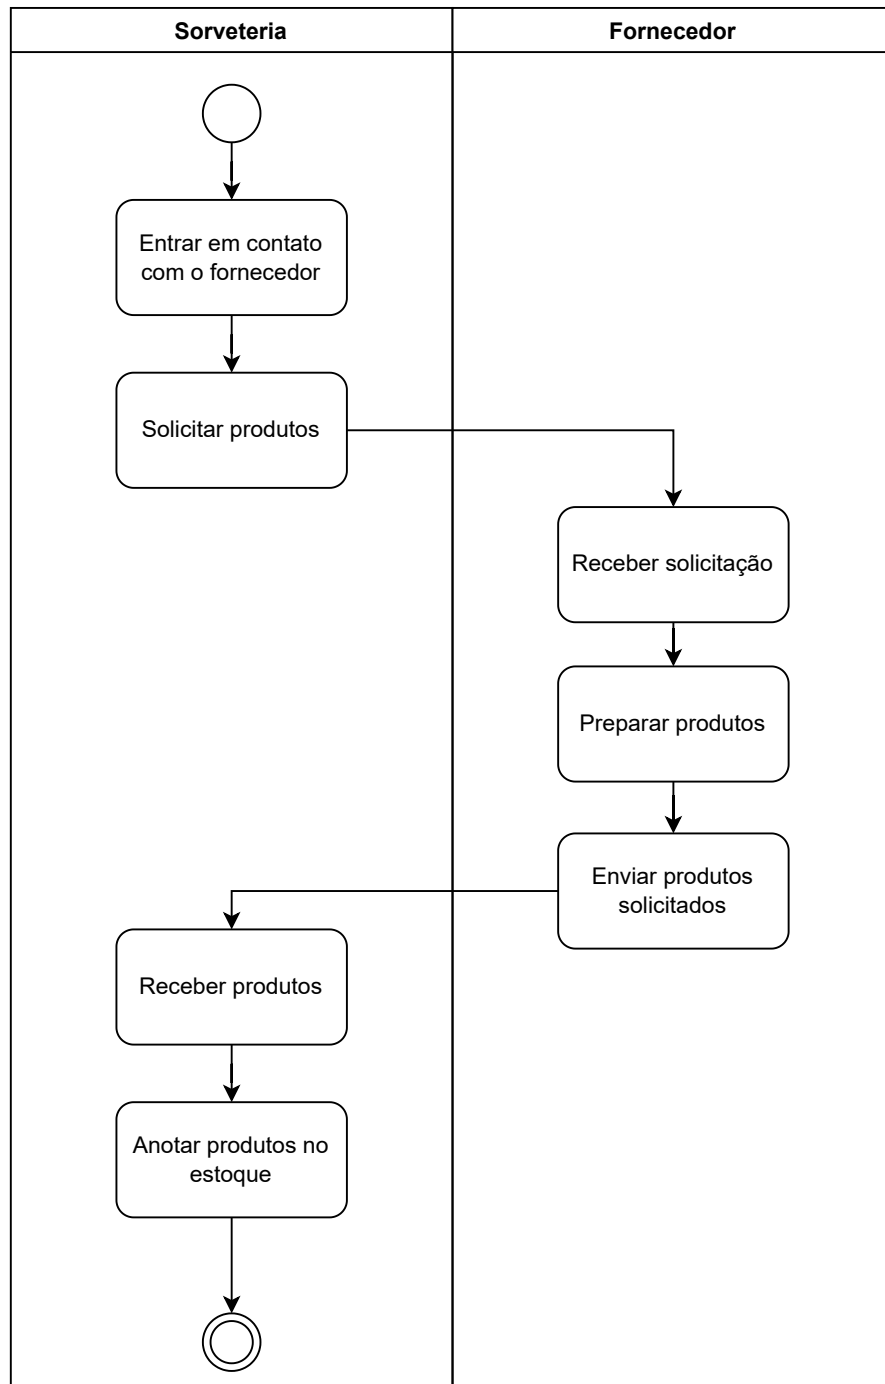 Sorveteria
Fornecedor
Entrar em contato
com o fornecedor
Solicitar produtos
Receber solicitação
Preparar produtos
Enviar produtos
solicitados
Receber produtos
Anotar produtos no
estoque